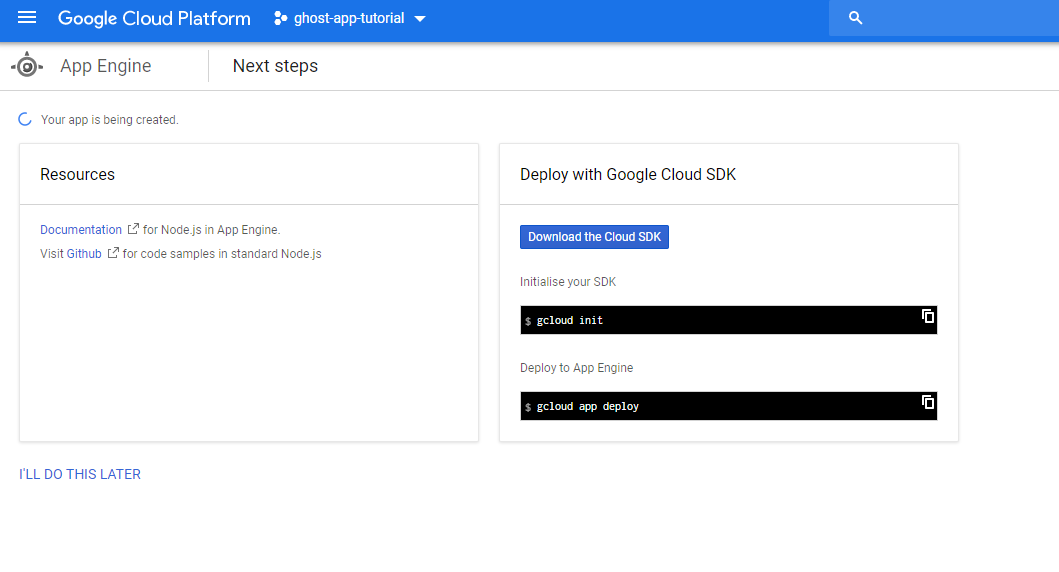 Google Cloud Platform ghost-app-tutorial
App Engine Next steps
Your app is being created.
Resources
Documentation for Node.js in App Engine.
Visit Github for code samples in standard Node.js
Deploy with Google Cloud SDK
Download the Cloud SDK
Initialise your SDK
$ gcloud init
Deploy to App Engine
$ gcloud app deploy
I'LL DO THIS LATER